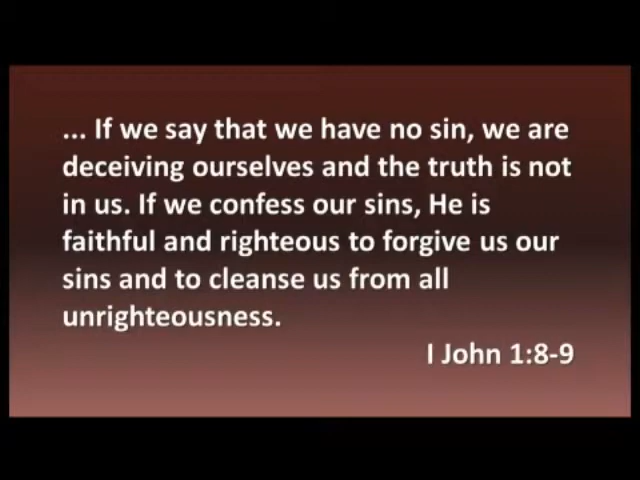 ... If we say that we have no sin, we are
deceiving ourselves and the truth is not
in us. If we confess our sins, He is
faithful and righteous to forgive us our
sins and to cleanse us from all
unrighteousness.
I John 1:8-9